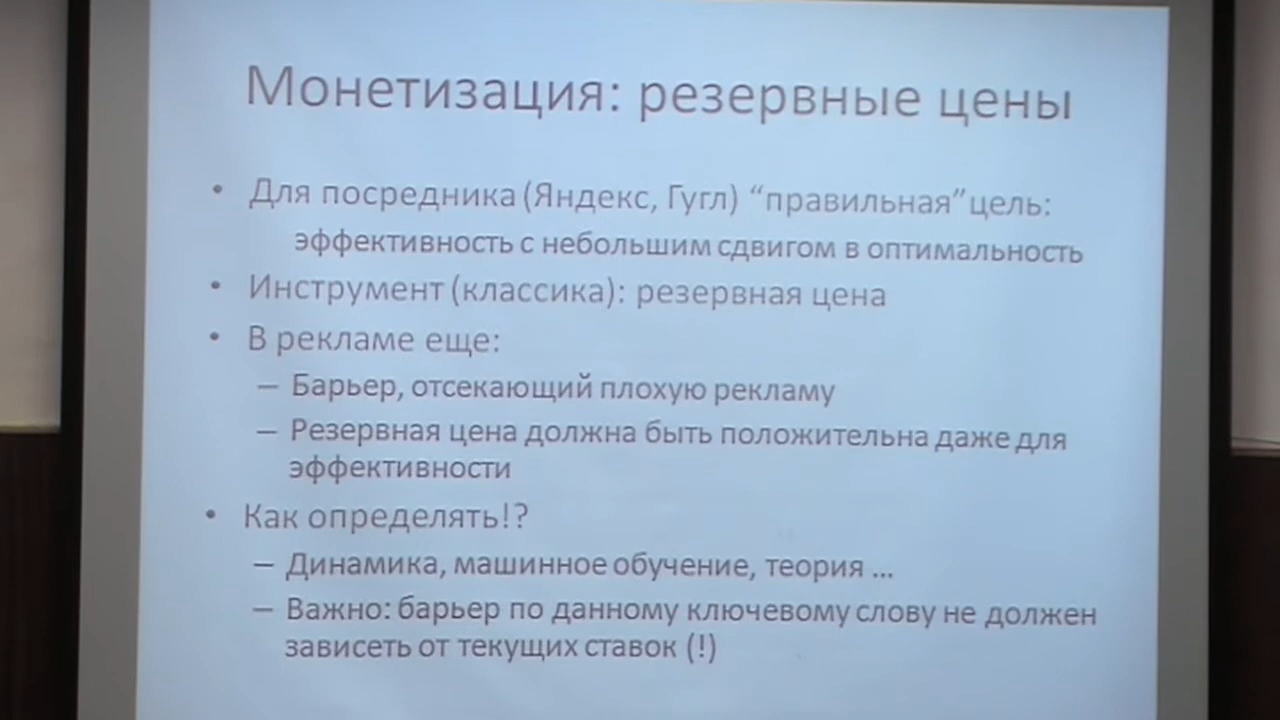 Монетизация: резервные цены
• Для посредника (Яндекс, Гугл) “правильная” цель:
эффективность с небольшим сдвигом в оптимальность
• Инструмент (классика): резервная цена
• В рекламе еще:
– Барьер, отсекающий плохую рекламу
– Резервная цена должна быть положительна даже для
эффективности
• Как определять!?
– Динамика, машинное обучение, теория ...
– Важно: барьер по данному ключевому слову не должен
зависеть от текущих ставок (!)